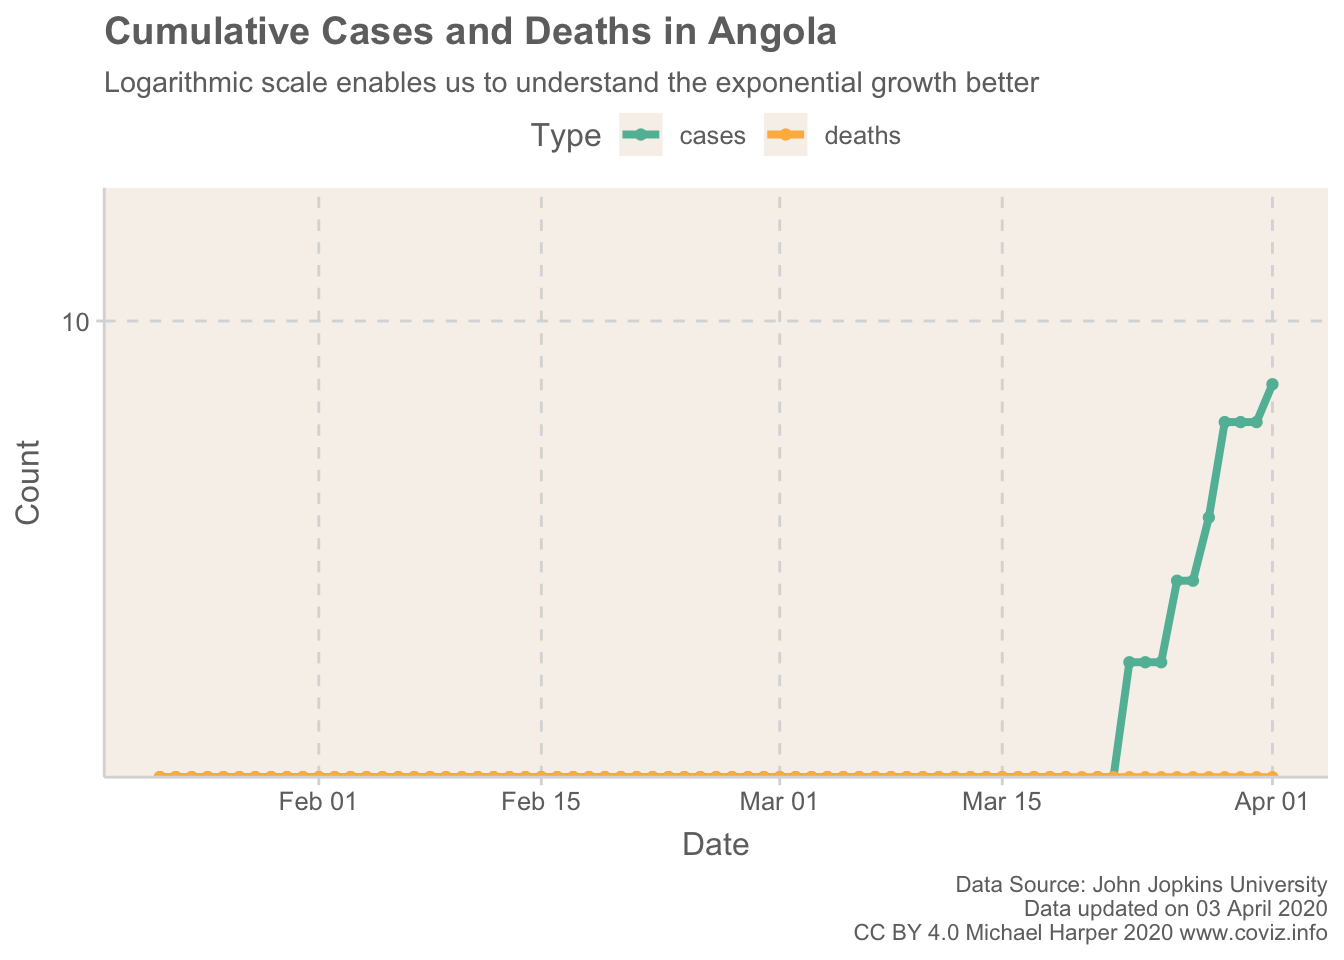 Cumulative Cases and Deaths in Angola
Logarithmic scale enables us to understand the exponential growth better
Type cases deaths
10
Count
Feb 01 Feb 15 Mar 01 Mar 15 Apr 01
Date
Data Source: John Jopkins University
Data updated on 03 April 2020
CC BY 4.0 Michael Harper 2020 www.coviz.info